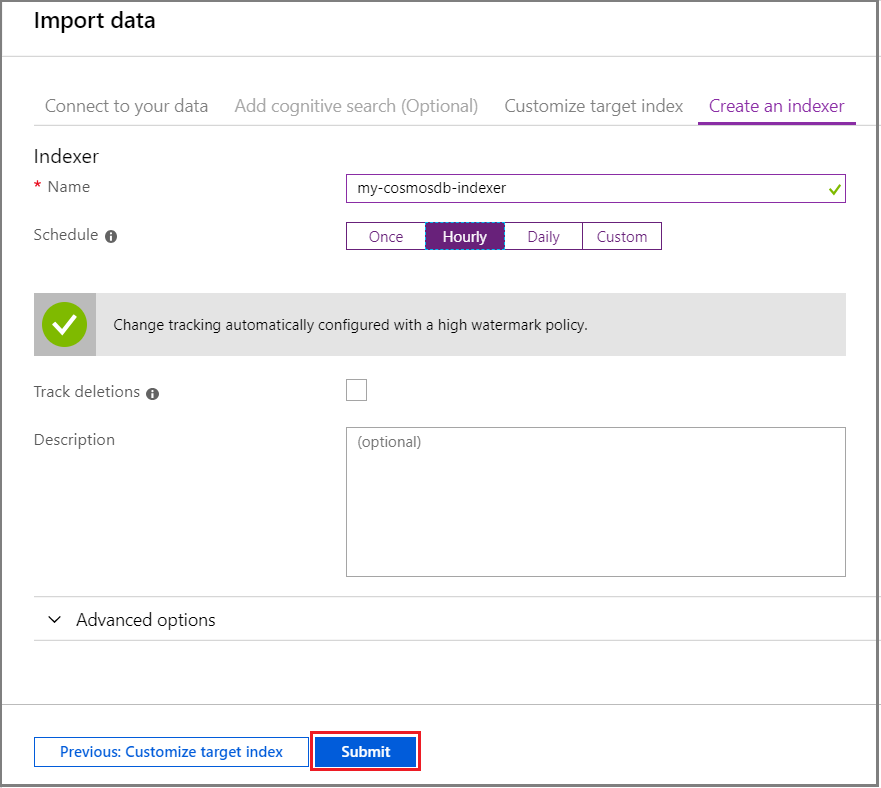 Import data
Connect to your data Add cognitive search (Optional) Customize target index Create an indexer
Indexer
* Name my-cosmosdb-indexer
Schedule Once Hourly Daily Custom
Change tracking automatically configured with a high watermark policy.
Track deletions
Description (optional)
Advanced options
Previous: Customize target index Submit